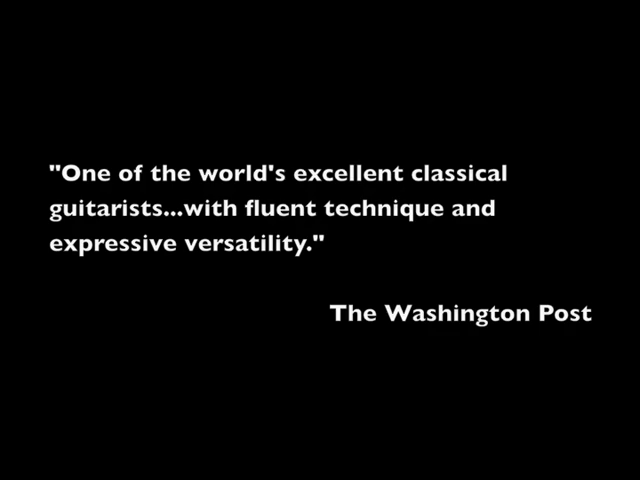 "One of the world's excellent classical
guitarists...with fluent technique and
expressive versatility."
The Washington Post